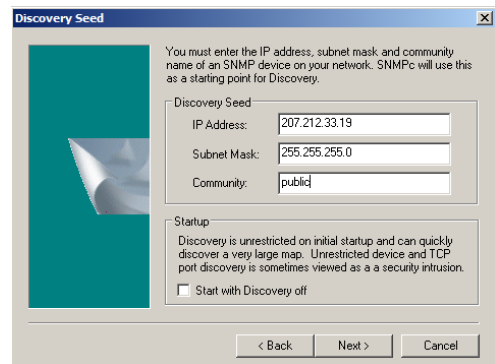 Discovery Seed
You must enter the IP address, subnet mask and community
name of an SNMP device on your network. SNMPc will use this
as a starting point for Discovery.
Discovery Seed
IP Address: 207.212.33.19
Subnet Mask: 255.255.255.0
Community: public
Startup
Discovery is unrestricted on initial startup and can quickly
discover a very large map. Unrestricted device and TCP
port discovery is sometimes viewed as a a security intrusion.
Start with Discovery off
< Back Next > Cancel